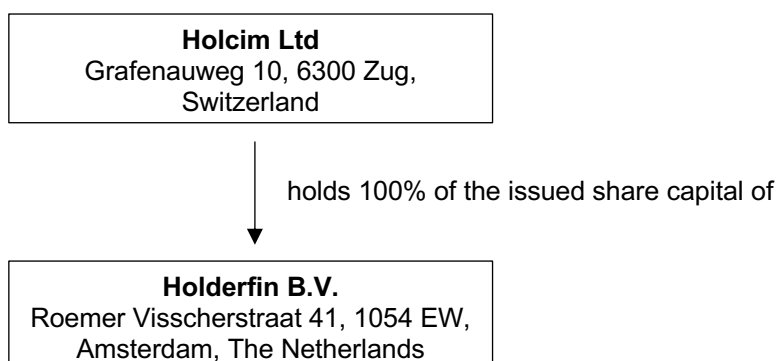 Holcim Ltd
Grafenauweg 10, 6300 Zug,
Switzerland
holds 100% of the issued share capital of
Holderfin B.V.
Roemer Visscherstraat 41, 1054 EW,
Amsterdam, The Netherlands